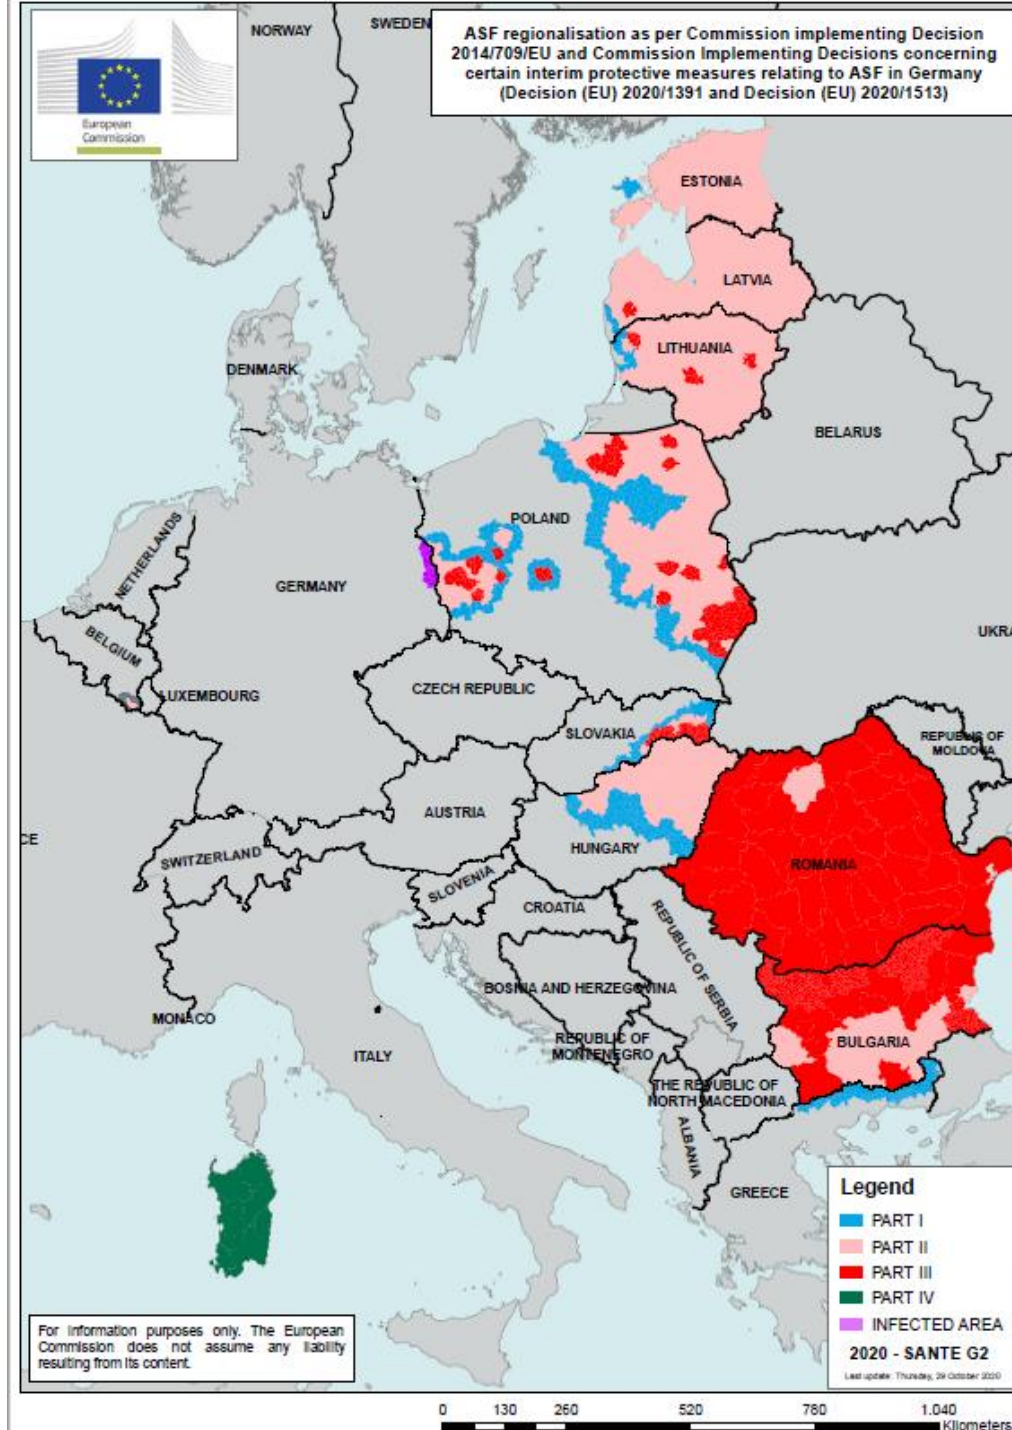 European
Commission
ASF regionalisation as per Commission implementing Decision
2014/709/EU and Commission Implementing Decisions concerning
certain interim protective measures relating to ASF in Germany
(Decision (EU) 2020/1391 and Decision (EU) 2020/1513)
NORWAY
SWEDEN
ESTONIA
LATVIA
LITHUANIA
DENMARK
BELARUS
POLAND
NETHERLANDS
GERMANY
BELGIUM
UKRA
LUXEMBOURG
CZECH REPUBLIC
SLOVAKIA
REPUBLIC OF
MOLDOVA
AUSTRIA
CE
HUNGARY
SWITZERLAND
ROMANIA
SLOVENIA
CROATIA
REPUBLIC OF SERBIA
BOSNIA AND HERZEGOVINA
MONACO
ITALY
REPUBLIC OF
MONTENEGRO
BULGARIA
THE REPUBLIC OF
NORTH MACEDONIA
ALBANIA
GREECE
Legend
PART I
PART II
PART III
PART IV
INFECTED AREA
2020 - SANTE G2
Last update: Thursday, 29 October 2020
For information purposes only. The European
Commission does not assume any liability
resulting from its content.
0 130 260 520 780 1.040
Kilometers